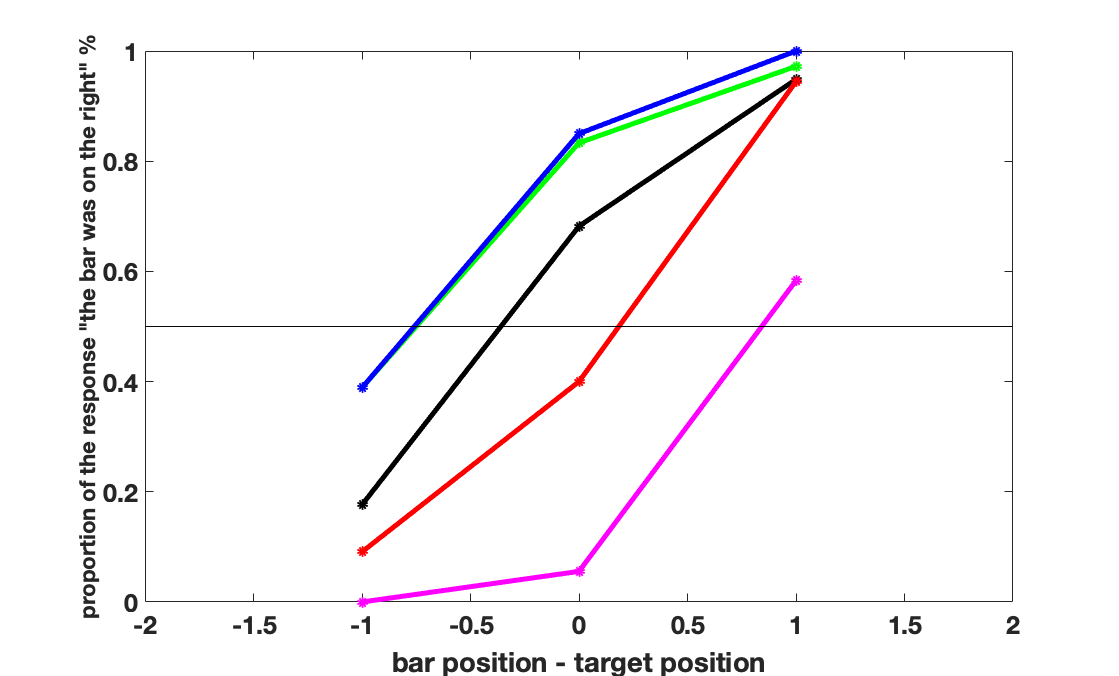 proportion of the response "the bar was on the right" %
1
0.8
0.6
0.4
0.2
0
-2 -1.5 -1 -0.5 0 0.5 1 1.5 2
bar position - target position